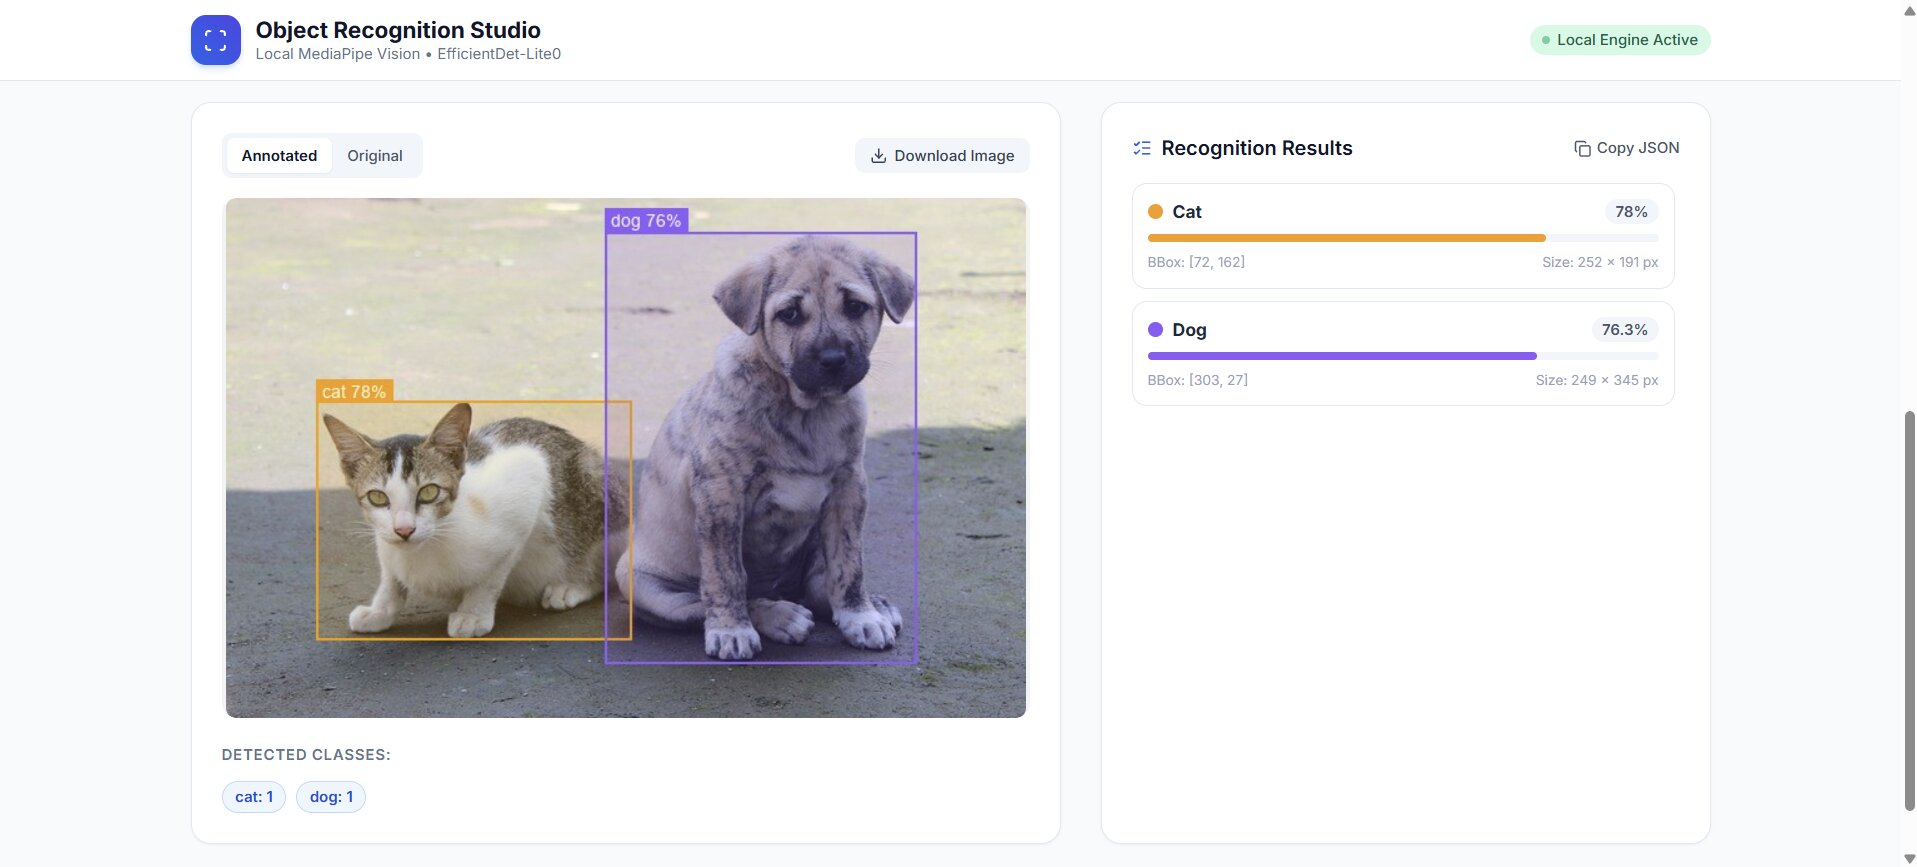 Object Recognition Studio
Local MediaPipe Vision • EfficientDet-Lite0
Local Engine Active
Annotated
Original
Download Image
dog 76%
cat 78%
DETECTED CLASSES:
cat: 1
dog: 1
Recognition Results
Copy JSON
Cat
78%
BBox: [72, 162]
Size: 252 × 191 px
Dog
76.3%
BBox: [303, 27]
Size: 249 × 345 px